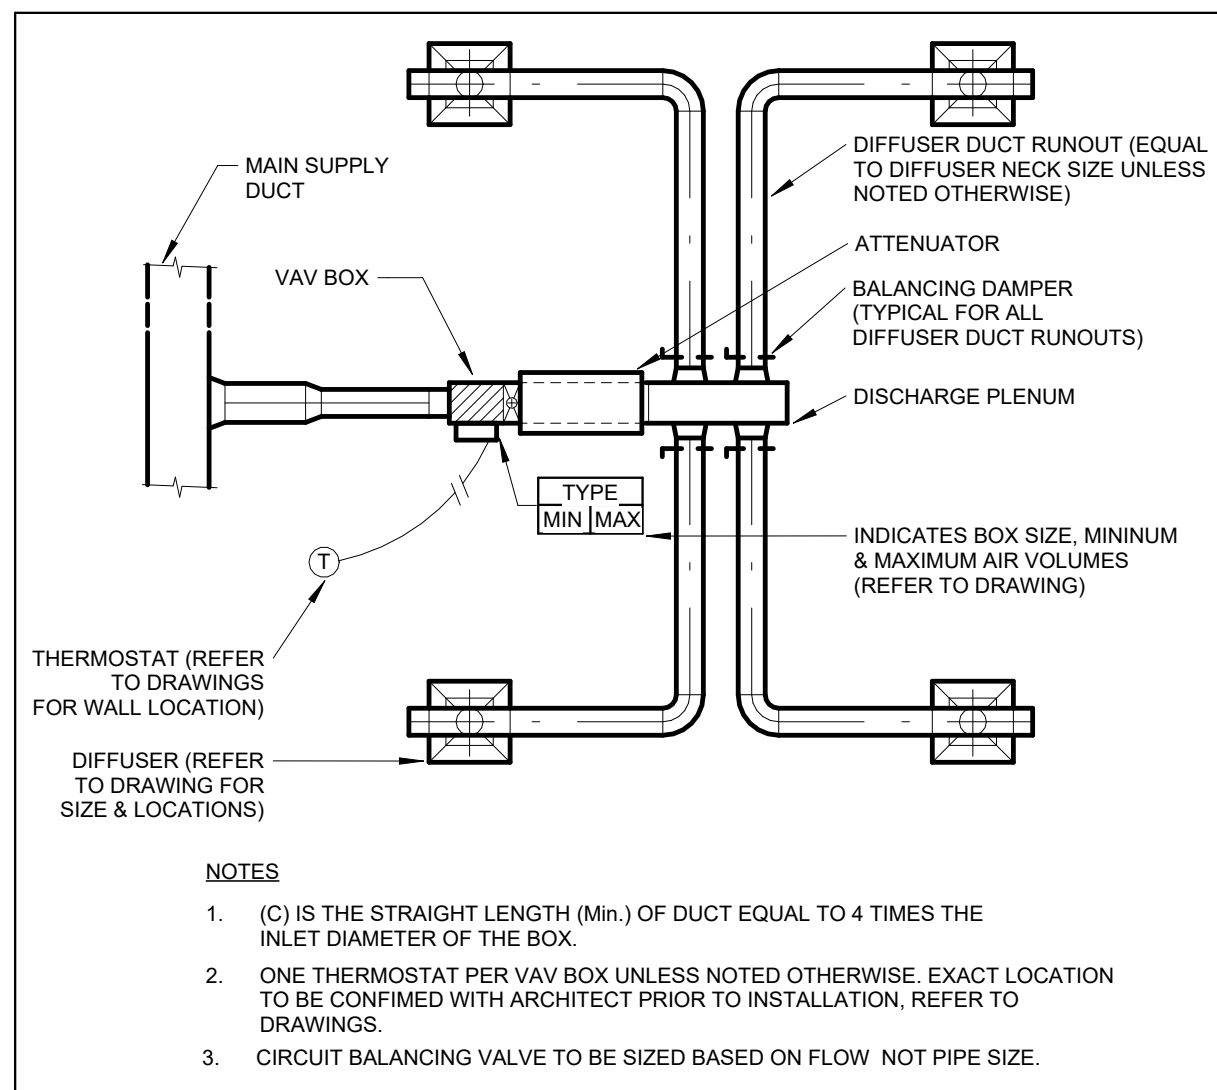 MAIN SUPPLY
DUCT
VAV BOX
DIFFUSER DUCT RUNOUT (EQUAL
TO DIFFUSER NECK SIZE UNLESS
NOTED OTHERWISE)
ATTENUATOR
BALANCING DAMPER
(TYPICAL FOR ALL
DIFFUSER DUCT RUNOUTS)
DISCHARGE PLENUM
TYPE
MIN MAX
INDICATES BOX SIZE, MININUM
& MAXIMUM AIR VOLUMES
(REFER TO DRAWING)
T
THERMOSTAT (REFER
TO DRAWINGS
FOR WALL LOCATION)
DIFFUSER (REFER
TO DRAWING FOR
SIZE & LOCATIONS)
NOTES
1. (C) IS THE STRAIGHT LENGTH (Min.) OF DUCT EQUAL TO 4 TIMES THE
INLET DIAMETER OF THE BOX.
2. ONE THERMOSTAT PER VAV BOX UNLESS NOTED OTHERWISE. EXACT LOCATION
TO BE CONFIMED WITH ARCHITECT PRIOR TO INSTALLATION, REFER TO
DRAWINGS.
3. CIRCUIT BALANCING VALVE TO BE SIZED BASED ON FLOW NOT PIPE SIZE.